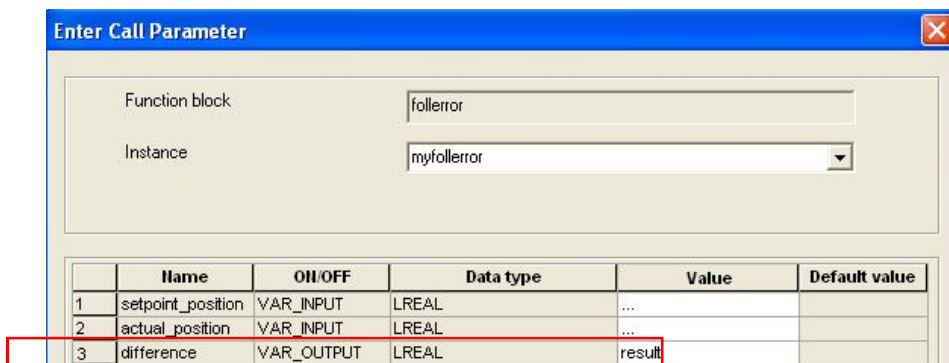 Enter Call Parameter
Function block follerror
Instance myfollerror
Name ON/OFF Data type Value Default value
1 setpoint_position VAR_INPUT LREAL ...
2 actual_position VAR_INPUT LREAL ...
3 difference VAR_OUTPUT LREAL result